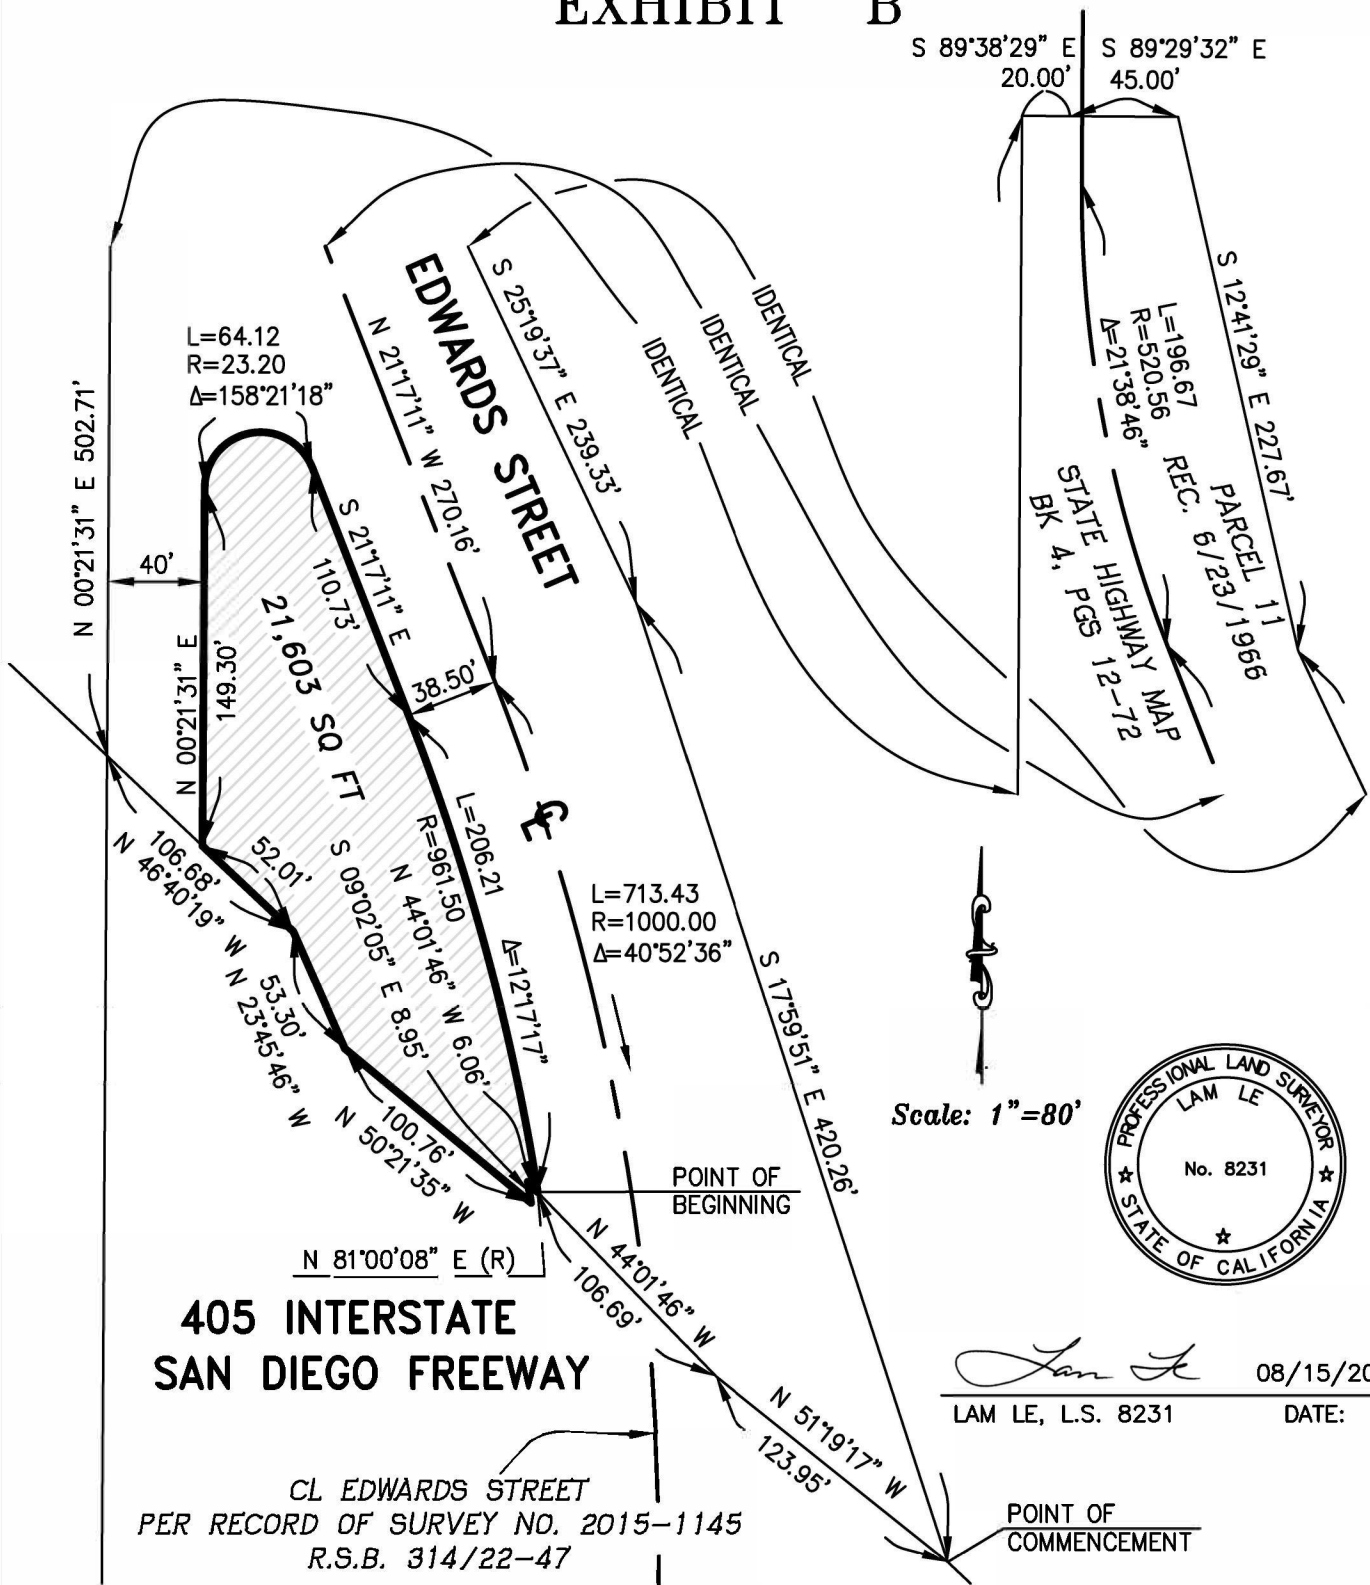 EXHIBIT B
S 89°38'29" E
20.00'
S 89°29'32" E
45.00'
L=64.12
R=23.20
Δ=158°21'18"
N 00°21'31" E 502.71'
40'
N 00°21'31" E
149.30'
21,603 SQ FT
S 21°17'11" E
110.73'
N 21°17'11" W 270.16'
EDWARDS STREET
S 25°19'37" E 239.33'
IDENTICAL
IDENTICAL
IDENTICAL
38.50'
S 12°41'29" E 227.67'
L=196.67
R=520.56
Δ=21°38'46"
PARCEL 11
REC. 6/23/1966
STATE HIGHWAY MAP
BK 4, PGS 12-72
106.68'
N 46°40'19" W
52.01'
53.30'
N 23°45'46" W
S 09°02'05" E 8.95'
N 44°01'46" W 6.06'
L=206.21
R=961.50
Δ=12°17'17"
℄
L=713.43
R=1000.00
Δ=40°52'36"
S 17°59'51" E 420.26'
100.76'
N 50°21'35" W
POINT OF
BEGINNING
N 81°00'08" E (R)
N 44°01'46" W
106.69'
N 51°19'17" W
123.95'
405 INTERSTATE
SAN DIEGO FREEWAY
CL EDWARDS STREET
PER RECORD OF SURVEY NO. 2015-1145
R.S.B. 314/22-47
POINT OF
COMMENCEMENT
Scale: 1"=80'
PROFESSIONAL LAND SURVEYOR
LAM LE
No. 8231
STATE OF CALIFORNIA
Lam Le
08/15/20
LAM LE, L.S. 8231
DATE: